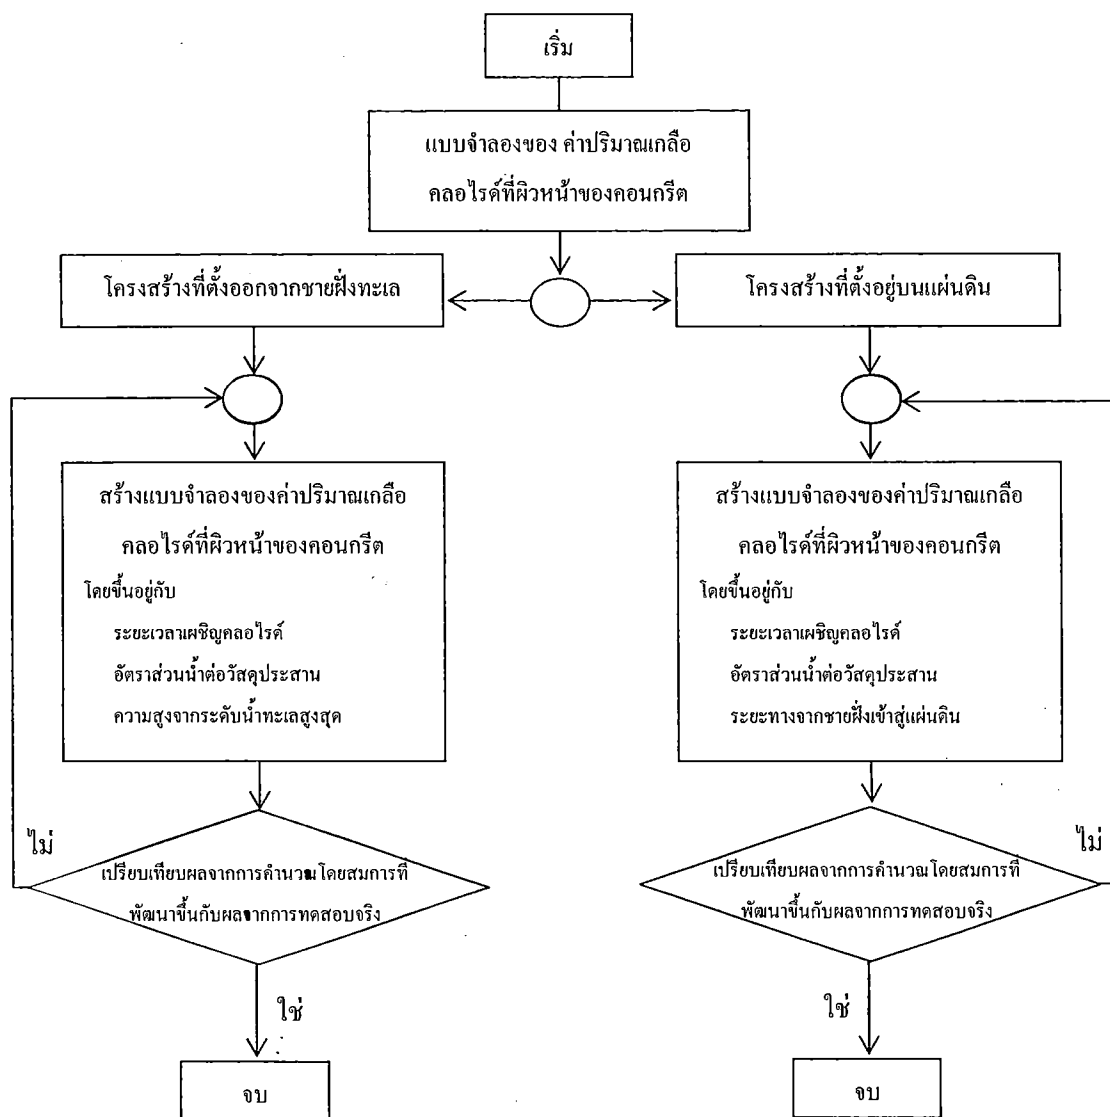 เริ่ม
แบบจำลองของ ค่าปริมาณเกลือ
คลอไรด์ที่ผิวหน้าของคอนกรีต
โครงสร้างที่ตั้งออกจากชายฝั่งทะเล
โครงสร้างที่ตั้งอยู่บนแผ่นดิน
สร้างแบบจำลองของค่าปริมาณเกลือ
คลอไรด์ที่ผิวหน้าของคอนกรีต
โดยขึ้นอยู่กับ
ระยะเวลาเผชิญคลอไรด์
อัตราส่วนน้ำต่อวัสดุประสาน
ความสูงจากระดับน้ำทะเลสูงสุด
สร้างแบบจำลองของค่าปริมาณเกลือ
คลอไรด์ที่ผิวหน้าของคอนกรีต
โดยขึ้นอยู่กับ
ระยะเวลาเผชิญคลอไรด์
อัตราส่วนน้ำต่อวัสดุประสาน
ระยะทางจากชายฝั่งเข้าสู่แผ่นดิน
ไม่
เปรียบเทียบผลจากการคำนวณโดยสมการที่
พัฒนาขึ้นกับผลจากการทดสอบจริง
ไม่
เปรียบเทียบผลจากการคำนวณโดยสมการที่
พัฒนาขึ้นกับผลจากการทดสอบจริง
ใช่
ใช่
จบ
จบ